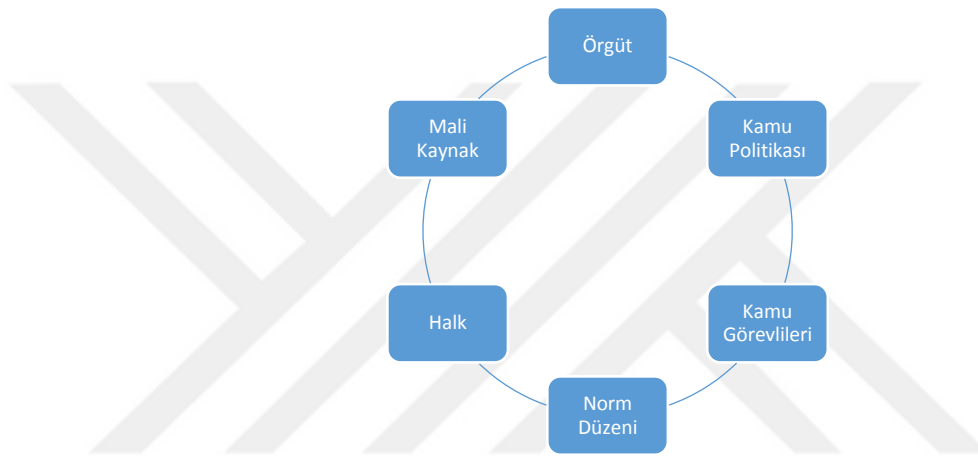 Örgüt
Kamu
Politikası
Kamu
Görevlileri
Norm
Düzeni
Halk
Mali
Kaynak